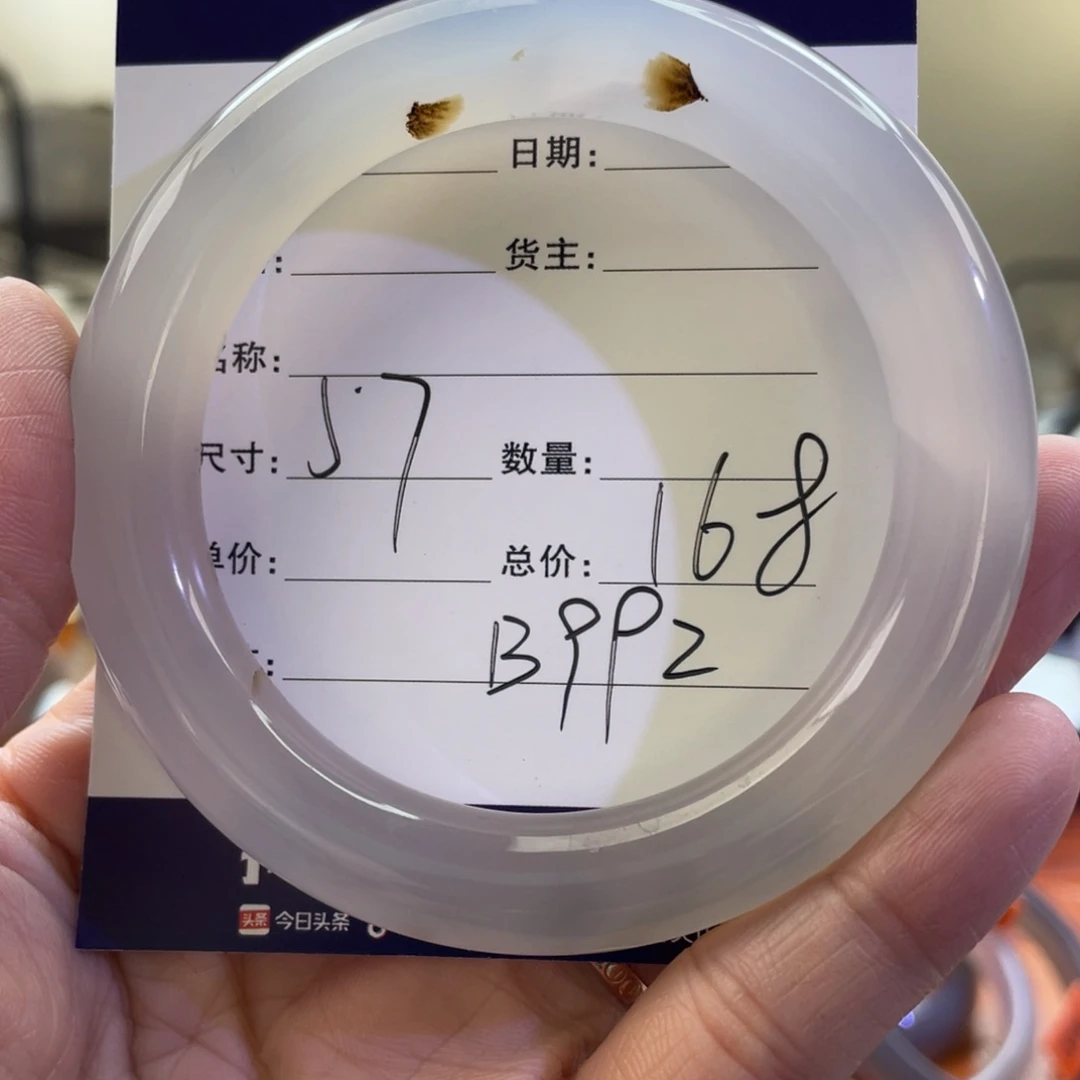 日期:
: 货主:
名称:
尺寸: 57 数量:
单价: 总价: 168
: B992
头条 今日头条